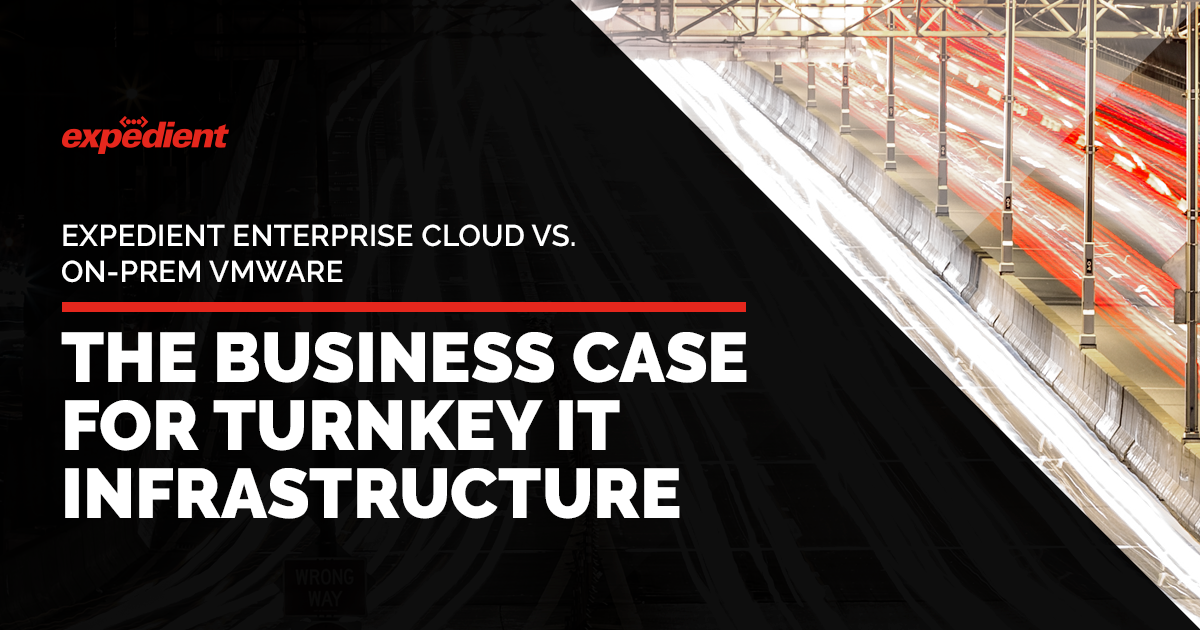 expedient
EXPEDIENT ENTERPRISE CLOUD VS.
ON-PREM VMWARE
THE BUSINESS CASE
FOR TURNKEY IT
INFRASTRUCTURE
WRONG
WAY